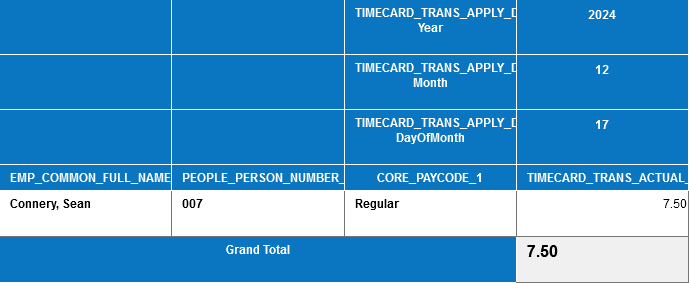 TIMECARD_TRANS_APPLY_D
Year
2024
TIMECARD_TRANS_APPLY_D
Month
12
TIMECARD_TRANS_APPLY_D
DayOfMonth
17
EMP_COMMON_FULL_NAME PEOPLE_PERSON_NUMBER_ CORE_PAYCODE_1 TIMECARD_TRANS_ACTUAL_
Connery, Sean 007 Regular 7.50
Grand Total 7.50